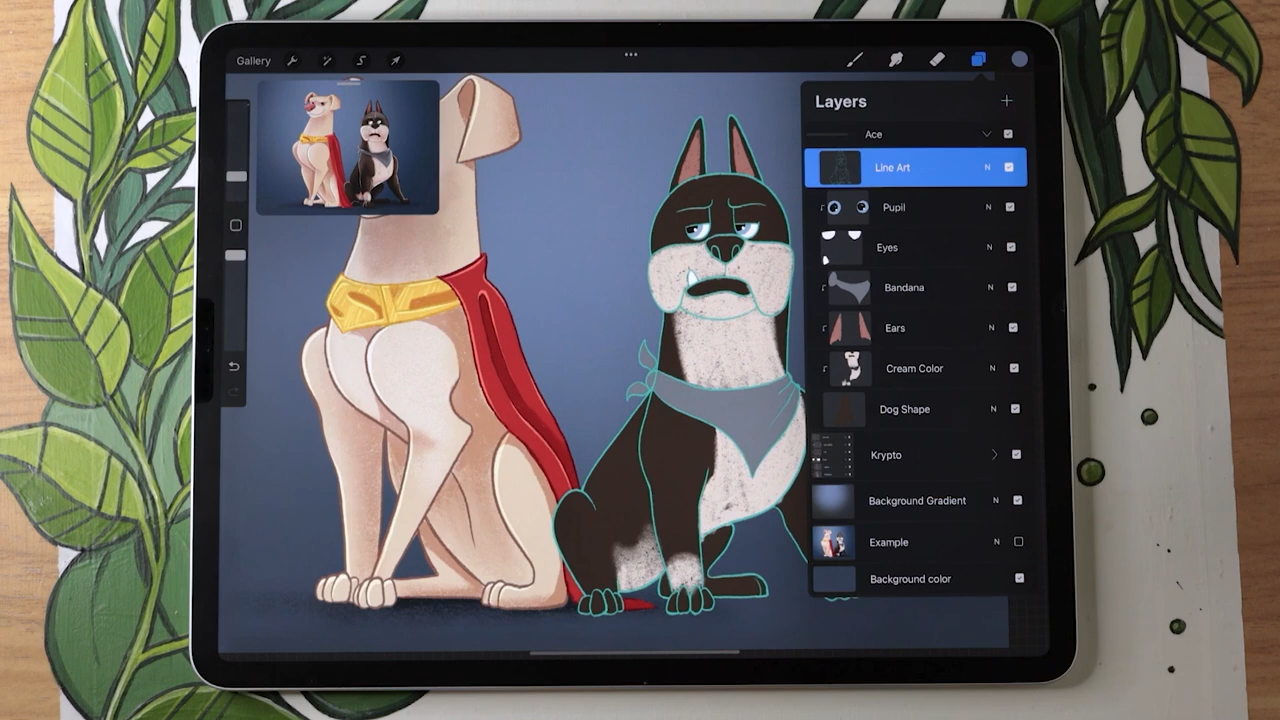 Gallery
Layers
Ace
Line Art N
Pupil N
Eyes N
Bandana N
Ears N
Cream Color N
Dog Shape N
Krypto
Background Gradient N
Example N
Background color